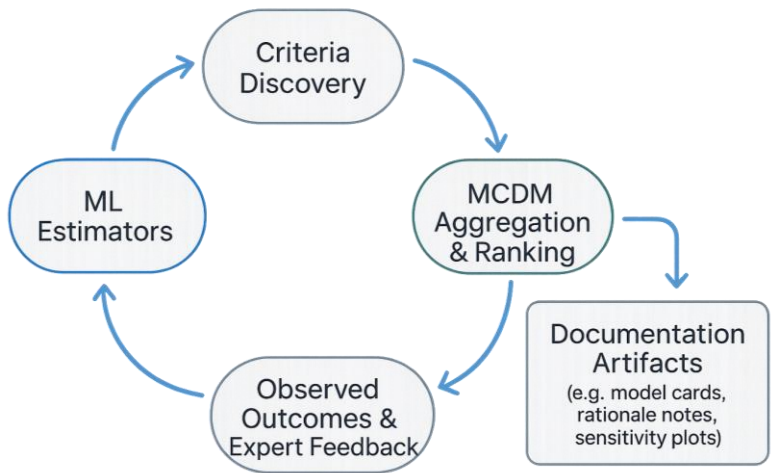 Criteria
Discovery
ML
Estimators
MCDM
Aggregation
& Ranking
Documentation
Artifacts
(e.g. model cards,
rationale notes,
sensitivity plots)
Observed
Outcomes &
Expert Feedback